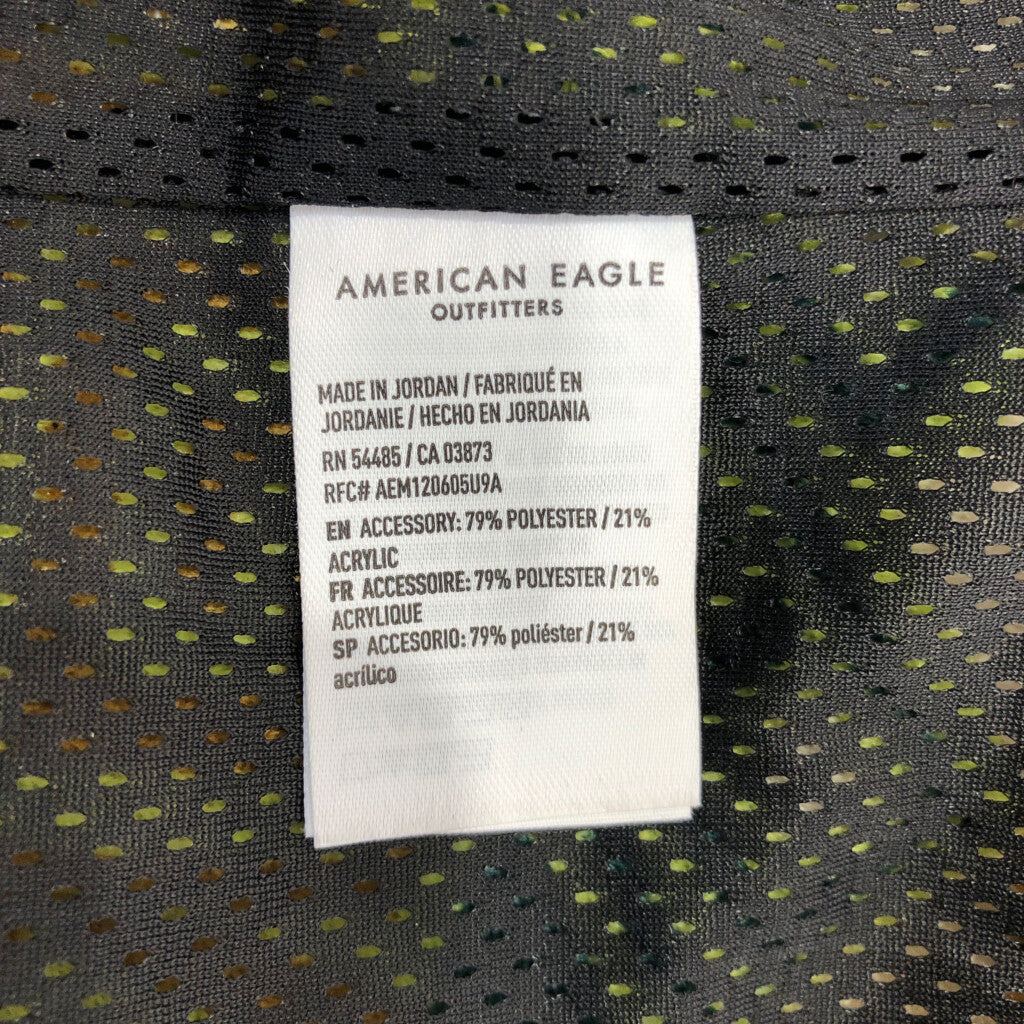 AMERICAN EAGLE
OUTFITTERS
MADE IN JORDAN / FABRIQUÉ EN
JORDANIE / HECHO EN JORDANIA
RN 54485 / CA 03873
RFC# AEM120605U9A
EN ACCESSORY: 79% POLYESTER / 21%
ACRYLIC
FR ACCESSOIRE: 79% POLYESTER / 21%
ACRYLIQUE
SP ACCESORIO: 79% poliéster / 21%
acrílico